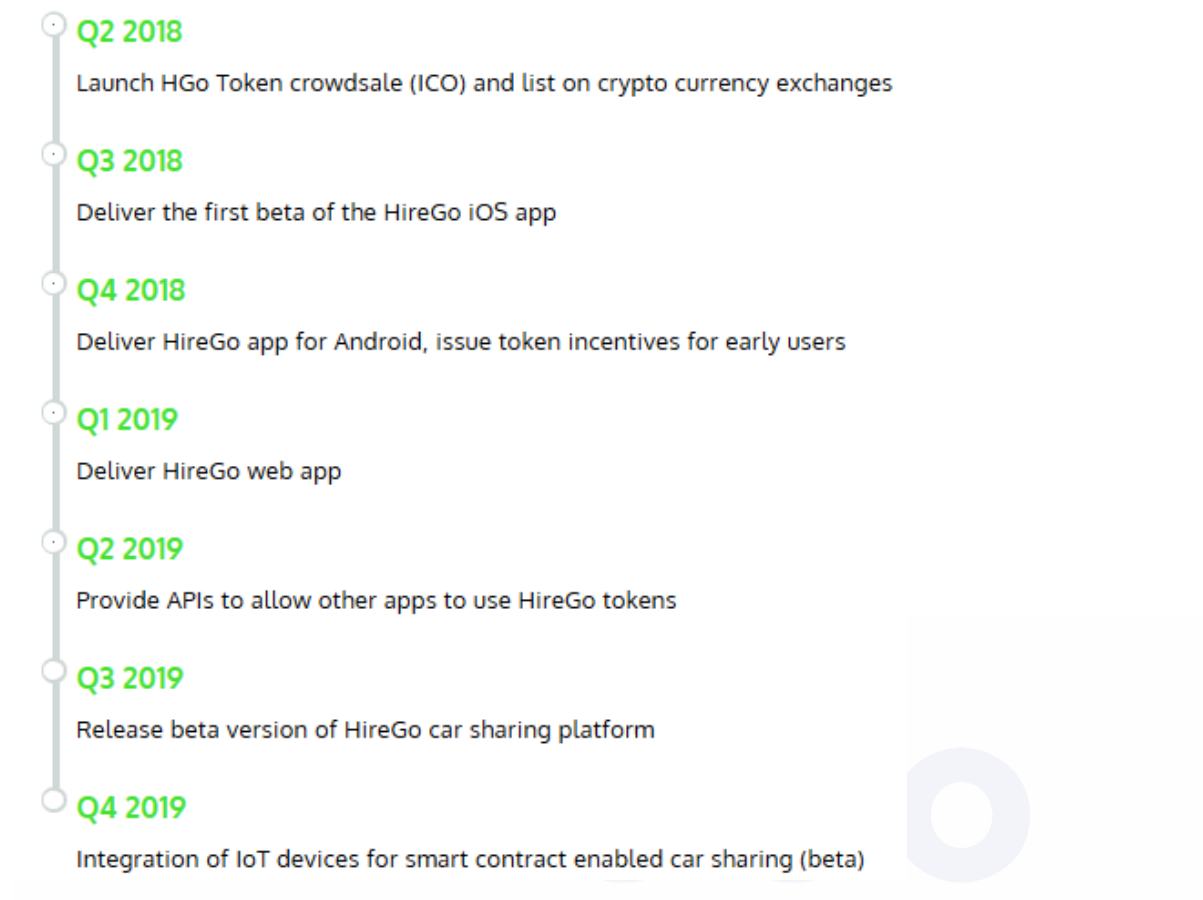 Q2 2018
Launch HGo Token crowdsale (ICO) and list on crypto currency exchanges
Q3 2018
Deliver the first beta of the HireGo iOS app
Q4 2018
Deliver HireGo app for Android, issue token incentives for early users
Q1 2019
Deliver HireGo web app
Q2 2019
Provide APIs to allow other apps to use HireGo tokens
Q3 2019
Release beta version of HireGo car sharing platform
Q4 2019
Integration of IoT devices for smart contract enabled car sharing (beta)